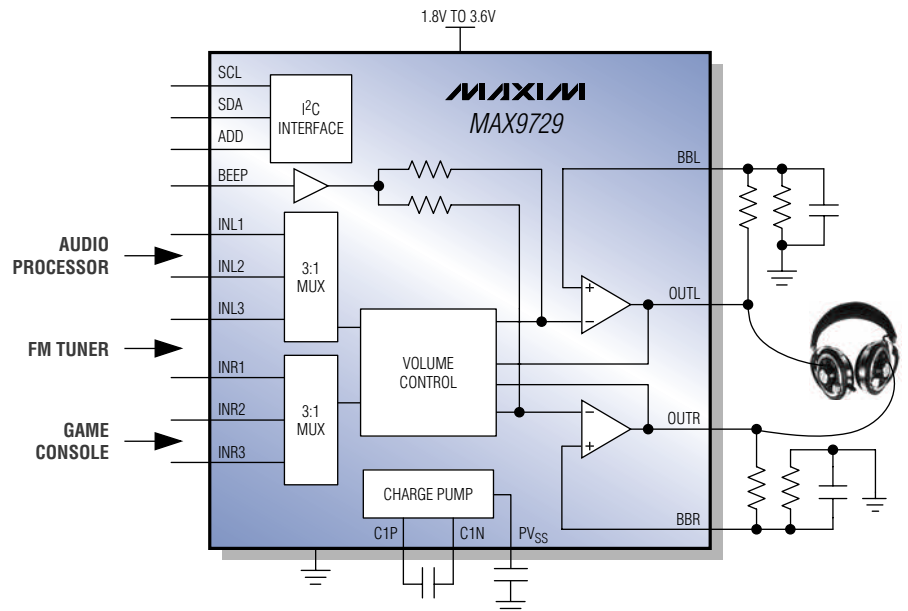 1.8V TO 3.6V
SCL
SDA
ADD
I²C
INTERFACE
MAXIM
MAX9729
BBL
BEEP
AUDIO
PROCESSOR
INL1
INL2
INL3
3:1
MUX
OUTL
FM TUNER
VOLUME
CONTROL
INR1
INR2
INR3
3:1
MUX
GAME
CONSOLE
OUTR
CHARGE PUMP
C1P
C1N
PVSS
BBR
+
−
−
+